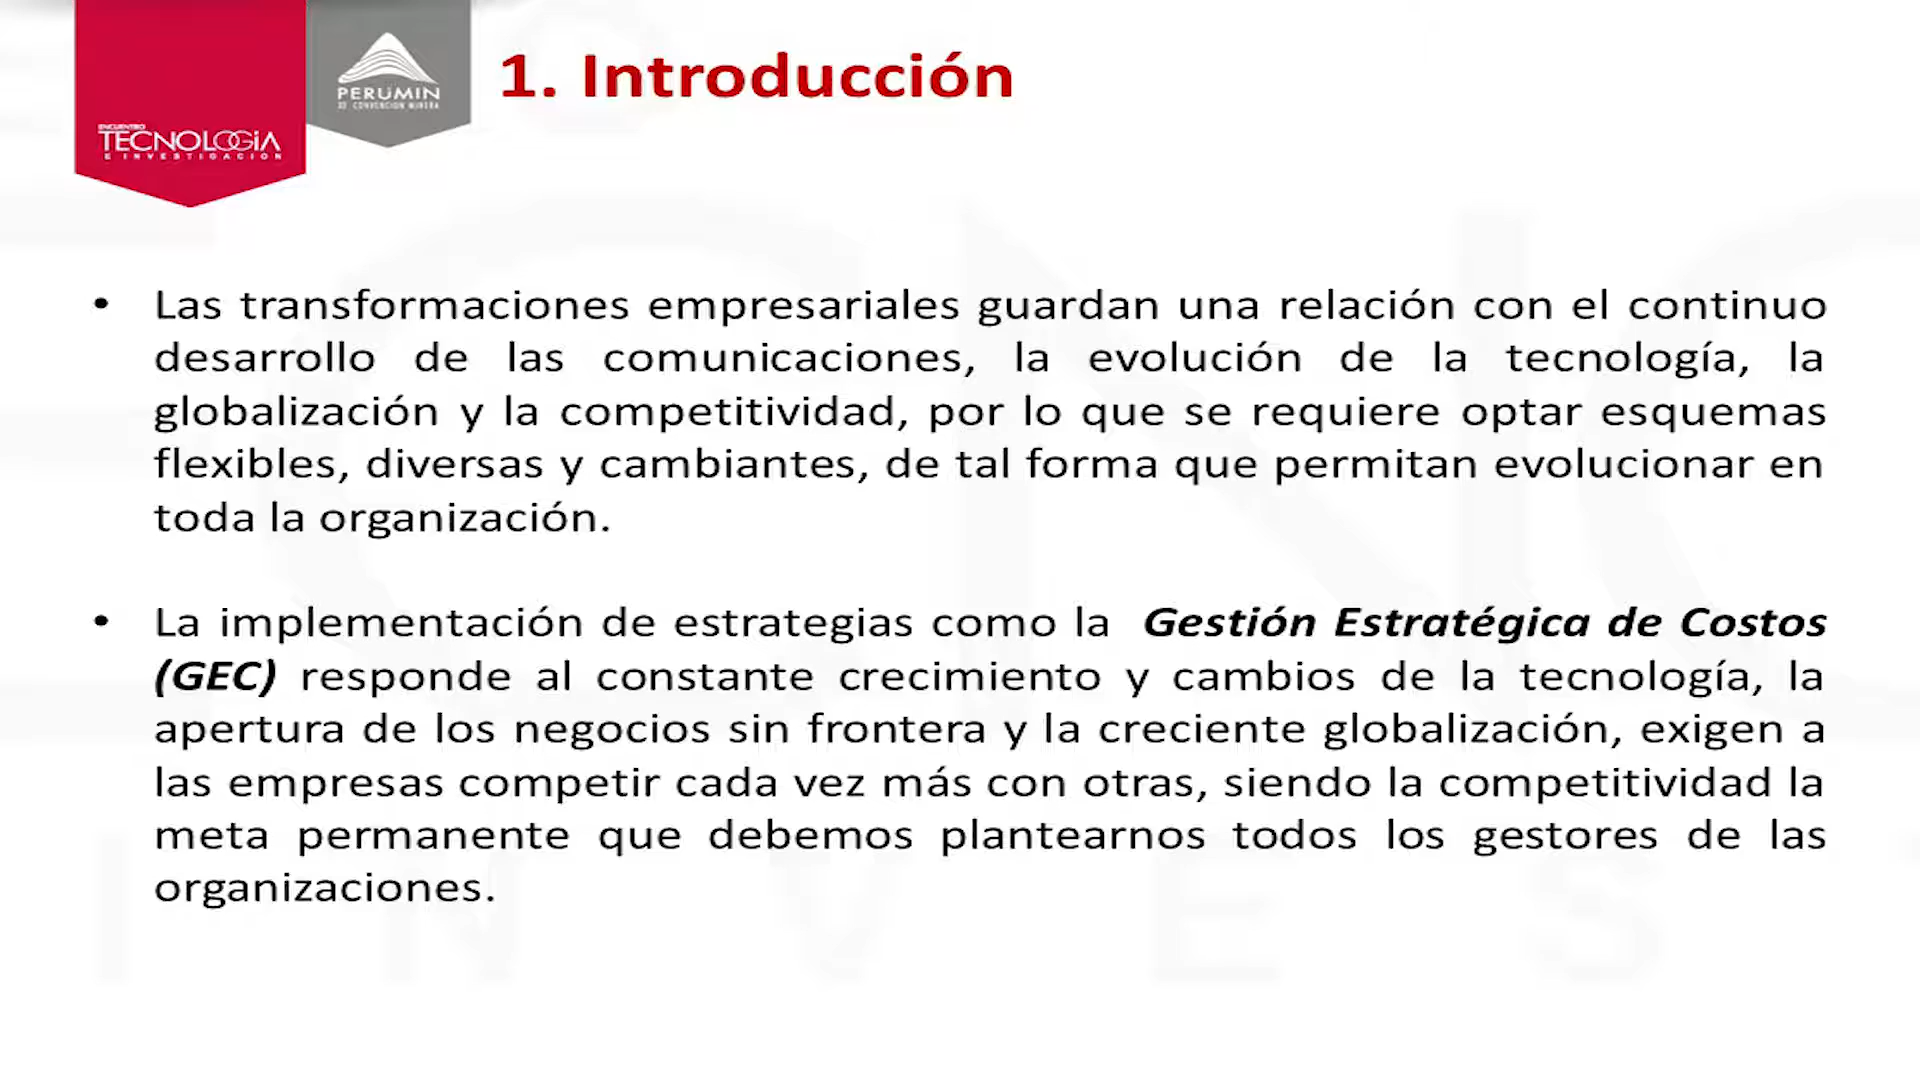 ENCUENTRO
TECNOLOGÍA
E INVESTIGACIÓN
PERUMIN
CONVENCION MINERA
1. Introducción
• Las transformaciones empresariales guardan una relación con el continuo
desarrollo de las comunicaciones, la evolución de la tecnología, la
globalización y la competitividad, por lo que se requiere optar esquemas
flexibles, diversas y cambiantes, de tal forma que permitan evolucionar en
toda la organización.
• La implementación de estrategias como la Gestión Estratégica de Costos
(GEC) responde al constante crecimiento y cambios de la tecnología, la
apertura de los negocios sin frontera y la creciente globalización, exigen a
las empresas competir cada vez más con otras, siendo la competitividad la
meta permanente que debemos plantearnos todos los gestores de las
organizaciones.